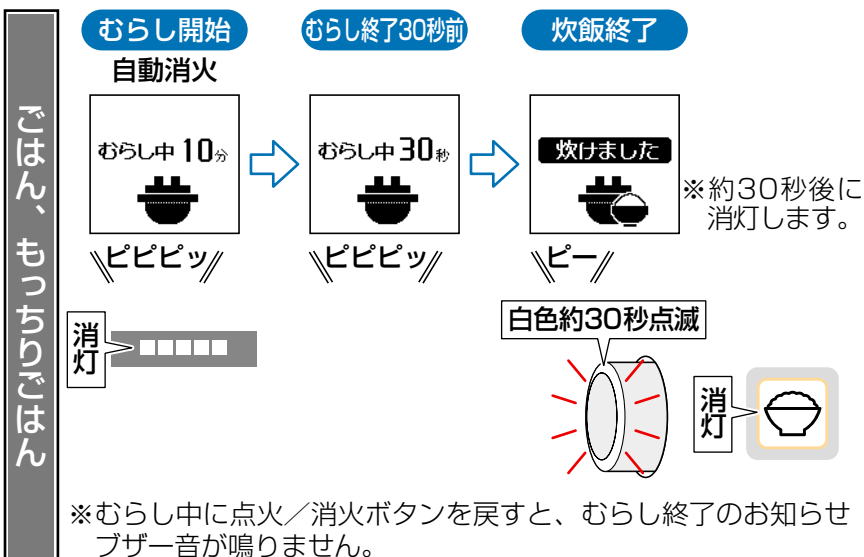 ごはん、もっちりごはん
むらし開始
自動消火
むらし中10分
ピピピッ
消灯
むらし終了30秒前
むらし中30秒
ピピピッ
炊飯終了
炊けました
※約30秒後に
消灯します。
ピー
白色約30秒点滅
消灯
※むらし中に点火／消火ボタンを戻すと、むらし終了のお知らせ
ブザー音が鳴りません。